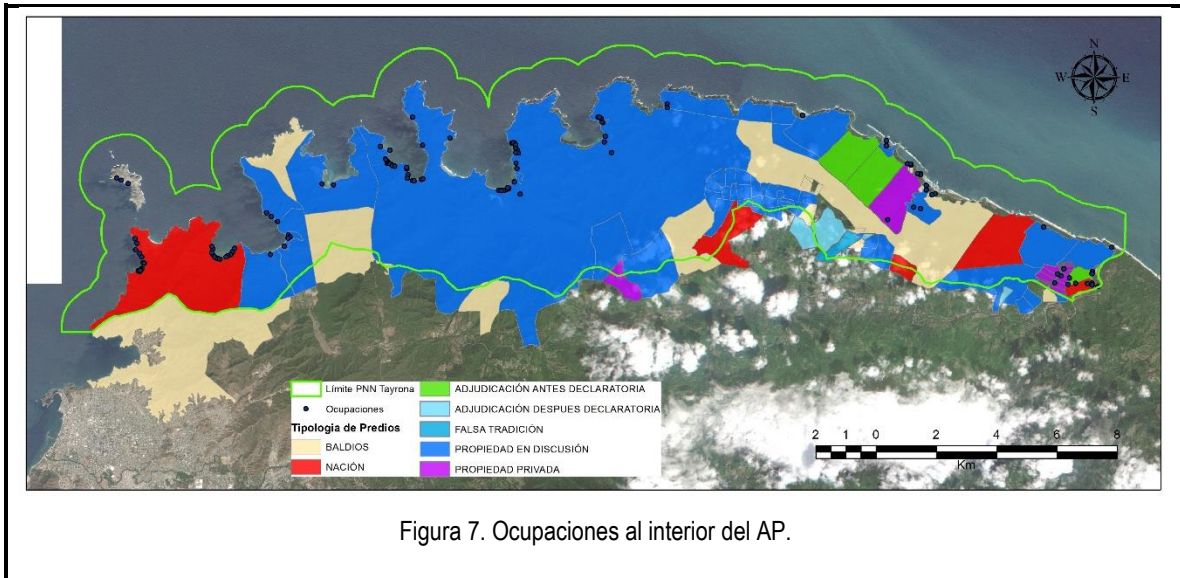 N
W E
S
Límite PNN Tayrona
Ocupaciones
Tipologia de Predios
BALDIOS
NACIÓN
ADJUDICACIÓN ANTES DECLARATORIA
ADJUDICACIÓN DESPUES DECLARATORIA
FALSA TRADICIÓN
PROPIEDAD EN DISCUSIÓN
PROPIEDAD PRIVADA
2 1 0 2 4 6 8
Km
Figura 7. Ocupaciones al interior del AP.